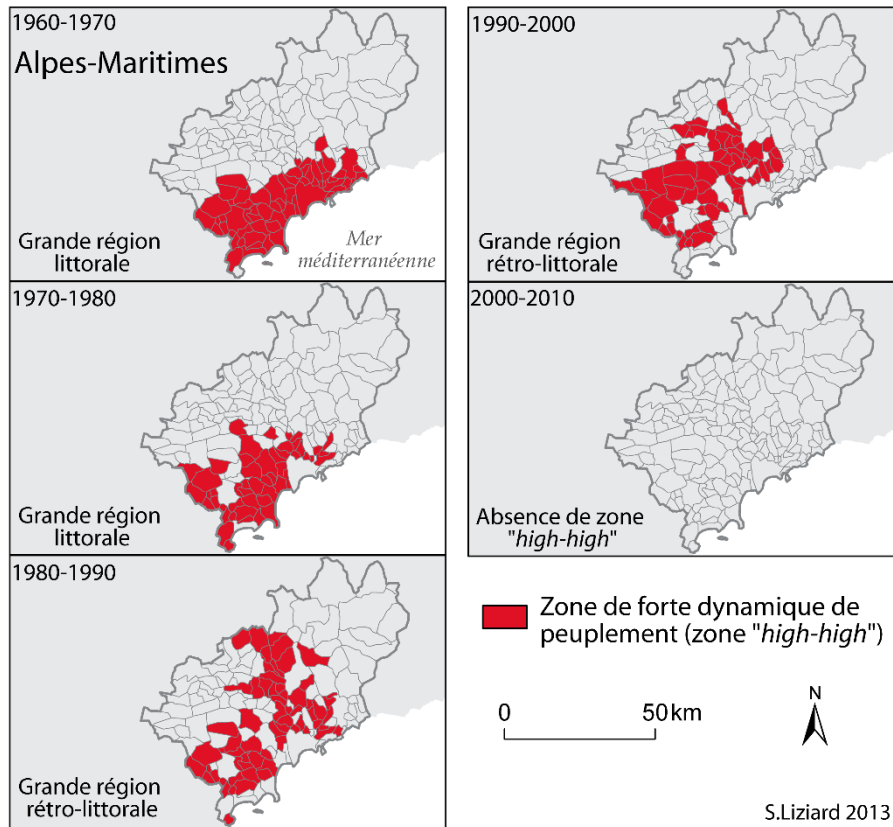 1960-1970
Alpes-Maritimes
Grande région
littorale
Mer
méditerranéenne
1970-1980
Grande région
littorale
1980-1990
Grande région
rétro-littorale
1990-2000
Grande région
rétro-littorale
2000-2010
Absence de zone
"high-high"
Zone de forte dynamique de
peuplement (zone "high-high")
0 50 km
N
S.Liziard 2013